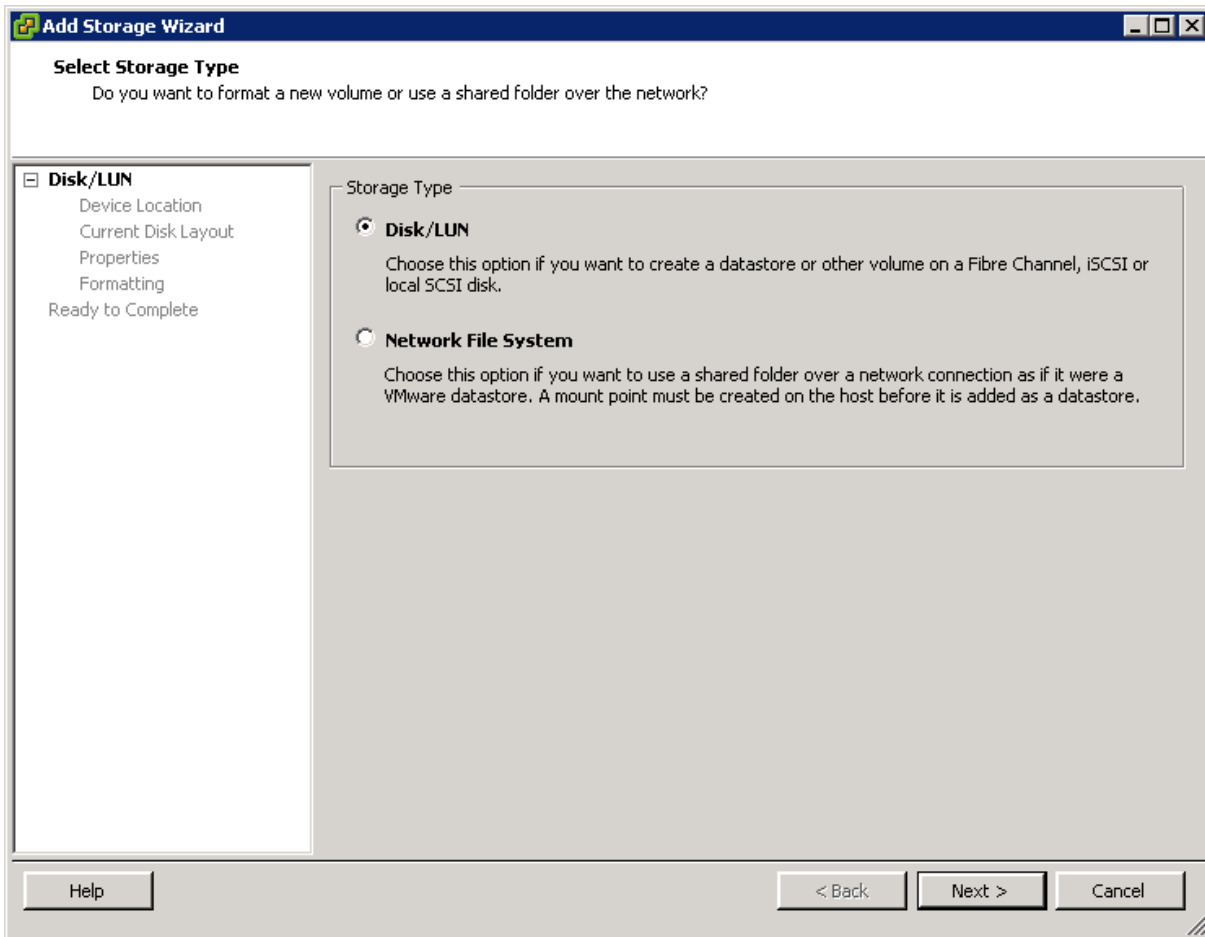 Add Storage Wizard
Select Storage Type
Do you want to format a new volume or use a shared folder over the network?
Disk/LUN
Device Location
Current Disk Layout
Properties
Formatting
Ready to Complete
Storage Type
Disk/LUN
Choose this option if you want to create a datastore or other volume on a Fibre Channel, iSCSI or
local SCSI disk.
Network File System
Choose this option if you want to use a shared folder over a network connection as if it were a
VMware datastore. A mount point must be created on the host before it is added as a datastore.
Help
< Back
Next >
Cancel